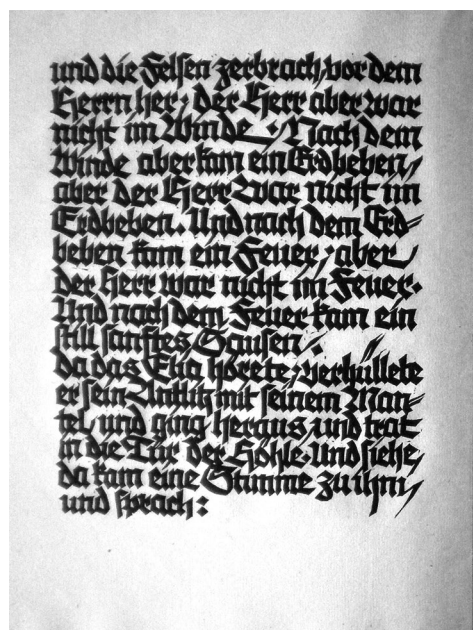 und die Felsen zerbrach, vor dem
Herrn her; der Herr aber war
nicht im Winde. Nach dem
Winde aber kam ein Erdbeben,
aber der Herr war nicht im
Erdbeben. Und nach dem Erd-
beben kam ein Feuer, aber
der Herr war nicht im Feuer.
Und nach dem Feuer kam ein
still sanftes Sausen.
Da das Elia hörete, verhüllete
er sein Antlitz mit seinem Man-
tel und ging heraus und trat
in die Tür der Höhle. Und siehe,
da kam eine Stimme zu ihm,
und sprach: